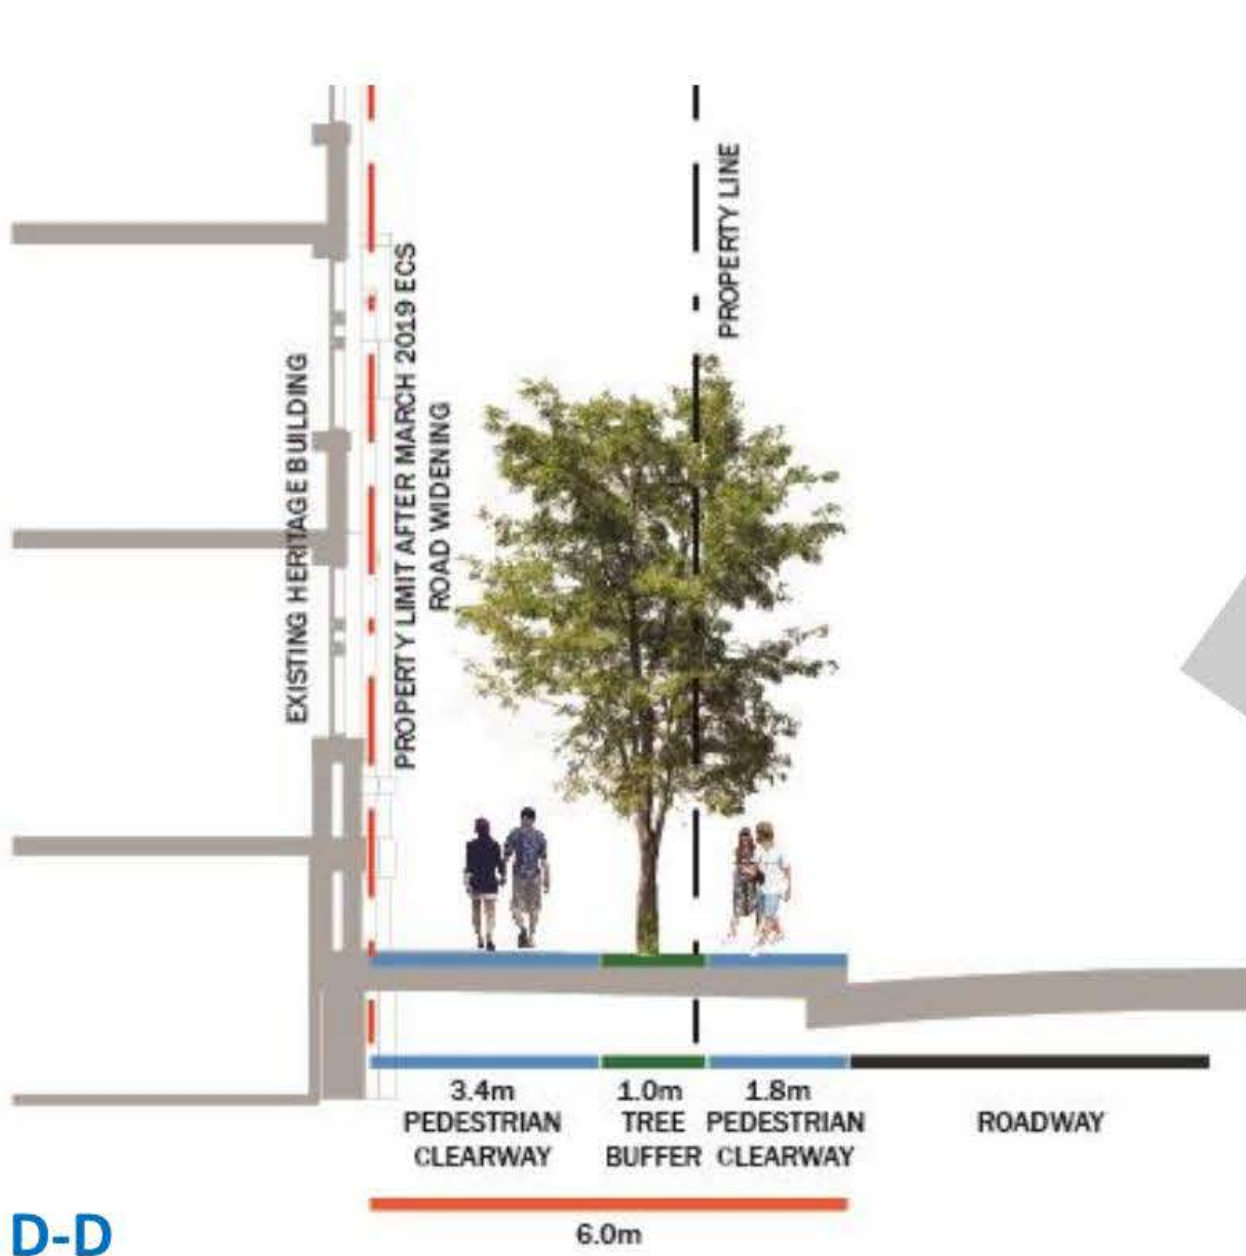 PROPERTY LINE
PROPERTY LIMIT AFTER MARCH 2019 ECS
ROAD WIDENING
EXISTING HERITAGE BUILDING
3.4m
PEDESTRIAN
CLEARWAY
1.0m
TREE
BUFFER
1.8m
PEDESTRIAN
CLEARWAY
ROADWAY
6.0m
D-D